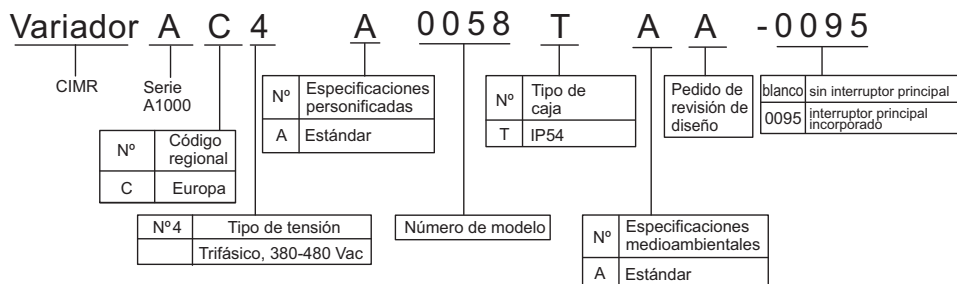 Variador A C 4 A 0058 T A A -0095
CIMR
Serie
A1000
Nº Código
regional
C Europa
Nº 4 Tipo de tensión
Trifásico, 380-480 Vac
Nº Especificaciones
personificadas
A Estándar
Número de modelo
Nº Tipo de
caja
T IP54
Nº Especificaciones
medioambientales
A Estándar
Pedido de
revisión de
diseño
blanco sin interruptor principal
0095 interruptor principal
incorporado